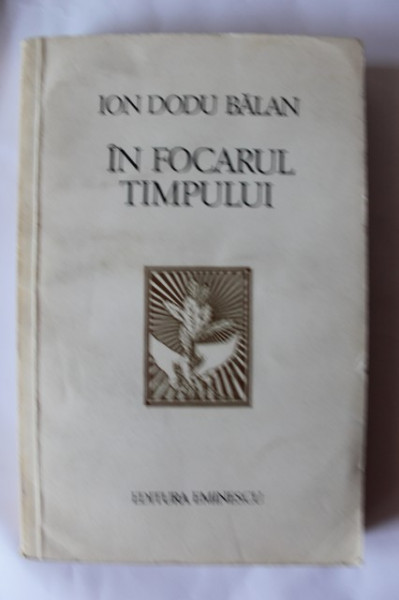 ION DODU BĂLAN
ÎN FOCARUL
TIMPULUI
EDITURA EMINESCU